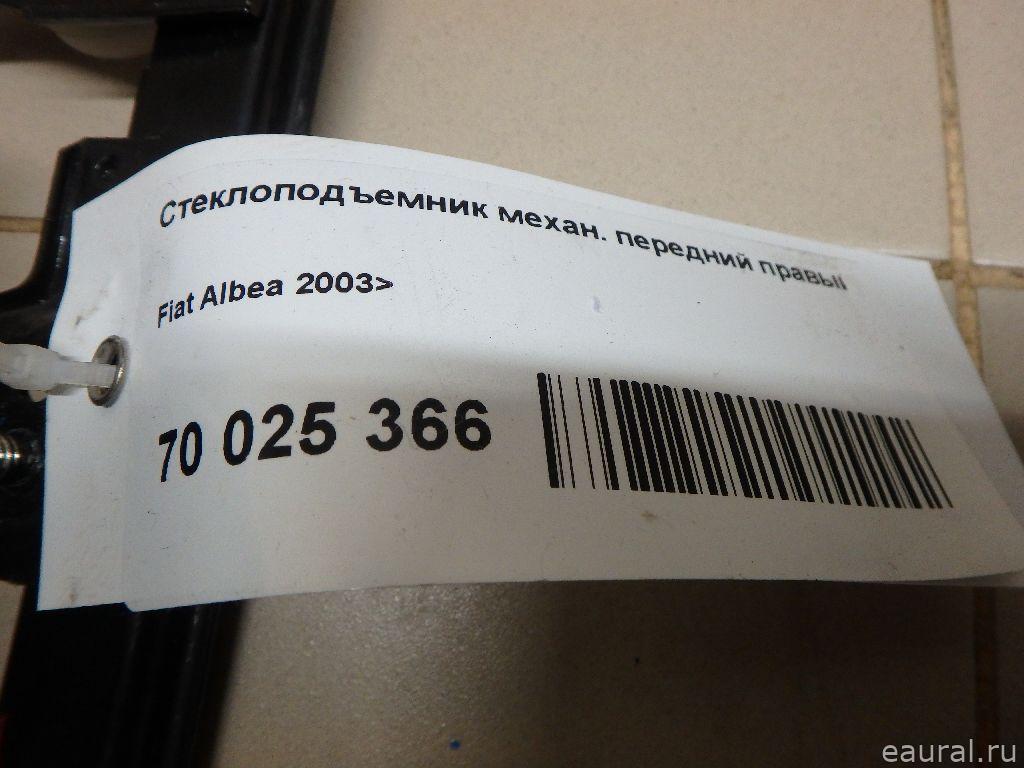 Стеклоподъемник механ. передний правый
Fiat Albea 2003>
70 025 366
eaural.ru